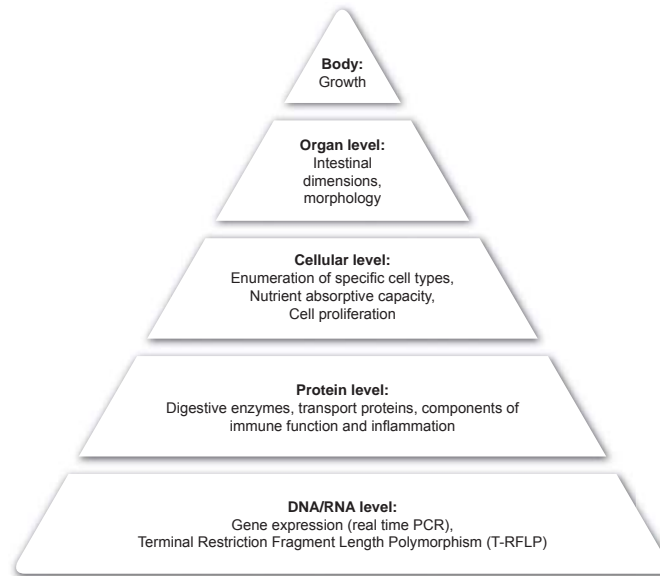 Body:
Growth
Organ level:
Intestinal
dimensions,
morphology
Cellular level:
Enumeration of specific cell types,
Nutrient absorptive capacity,
Cell proliferation
Protein level:
Digestive enzymes, transport proteins, components of
immune function and inflammation
DNA/RNA level:
Gene expression (real time PCR),
Terminal Restriction Fragment Length Polymorphism (T-RFLP)